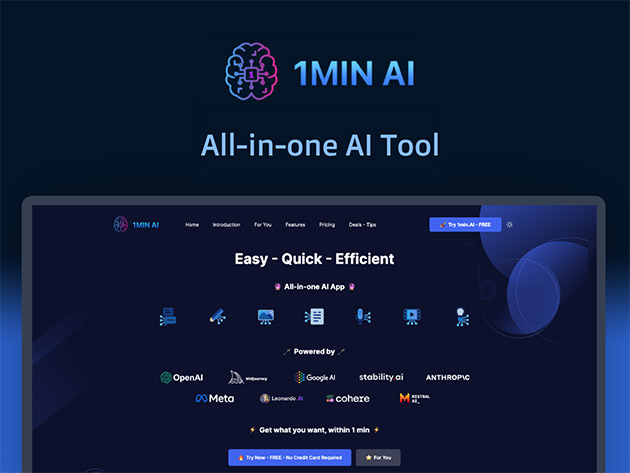 1MIN AI
All-in-one AI Tool
1MIN AI Home Introduction For You Features Pricing Deals - Tips Try 1min.AI - FREE
Easy - Quick - Efficient
All-in-one AI App
Powered by
OpenAI Midjourney Google AI stability ai ANTHROP\C
Meta Leonardo.Ai cohere MISTRAL AI_
Get what you want, within 1 min
Try Now - FREE - No Credit Card Required For You